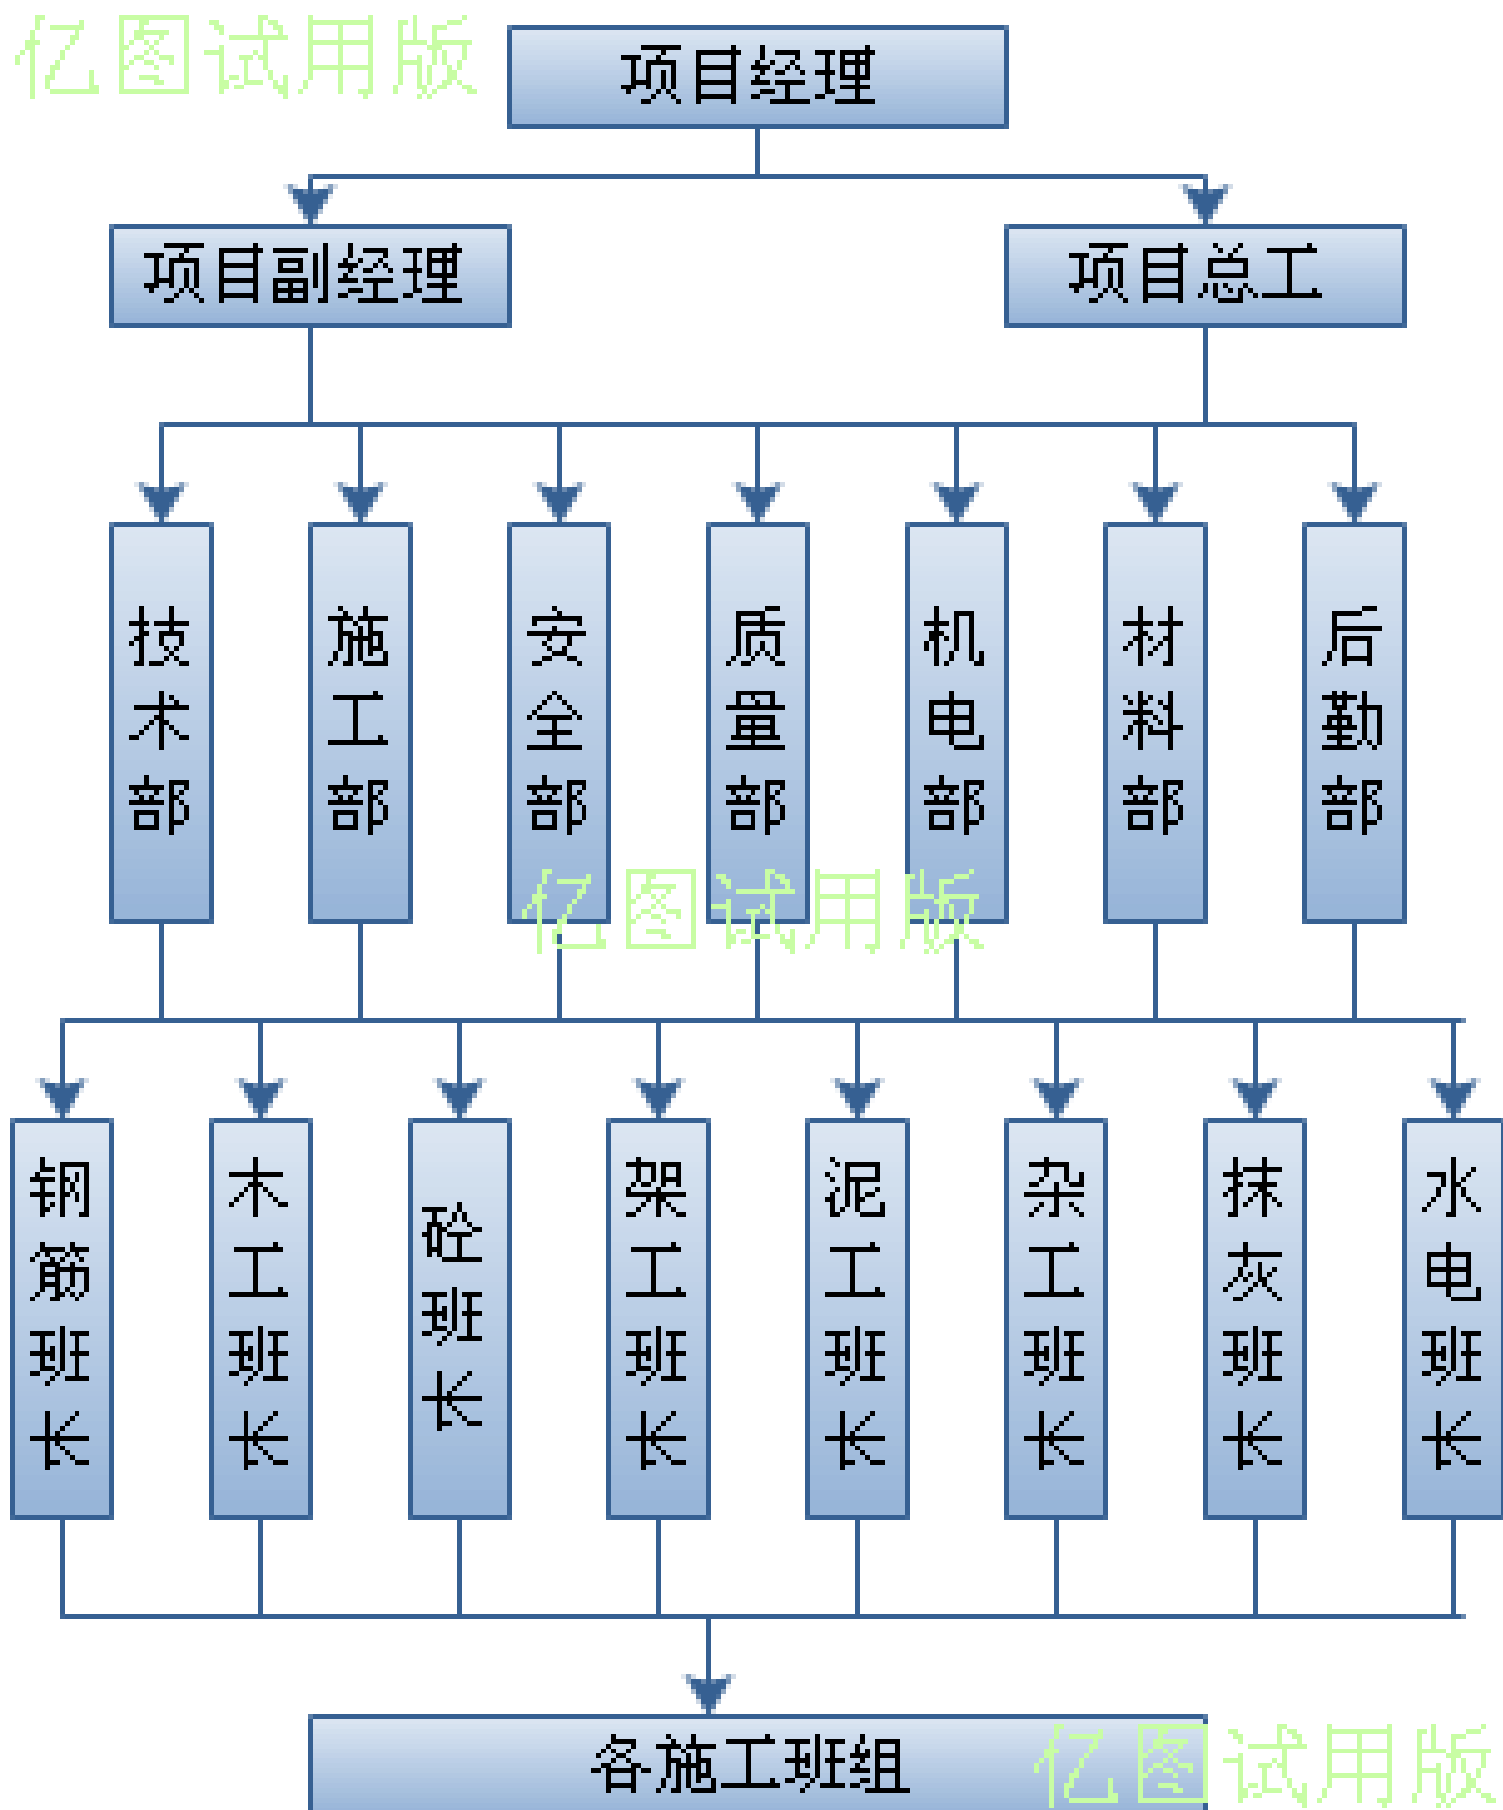 亿图试用版
项目经理
项目副经理
项目总工
技术部
施工部
安全部
质量部
机电部
材料部
后勤部
亿图试用版
钢筋班长
木工班长
砼班长
架工班长
泥工班长
杂工班长
抹灰班长
水电班长
各施工班组
亿图试用版